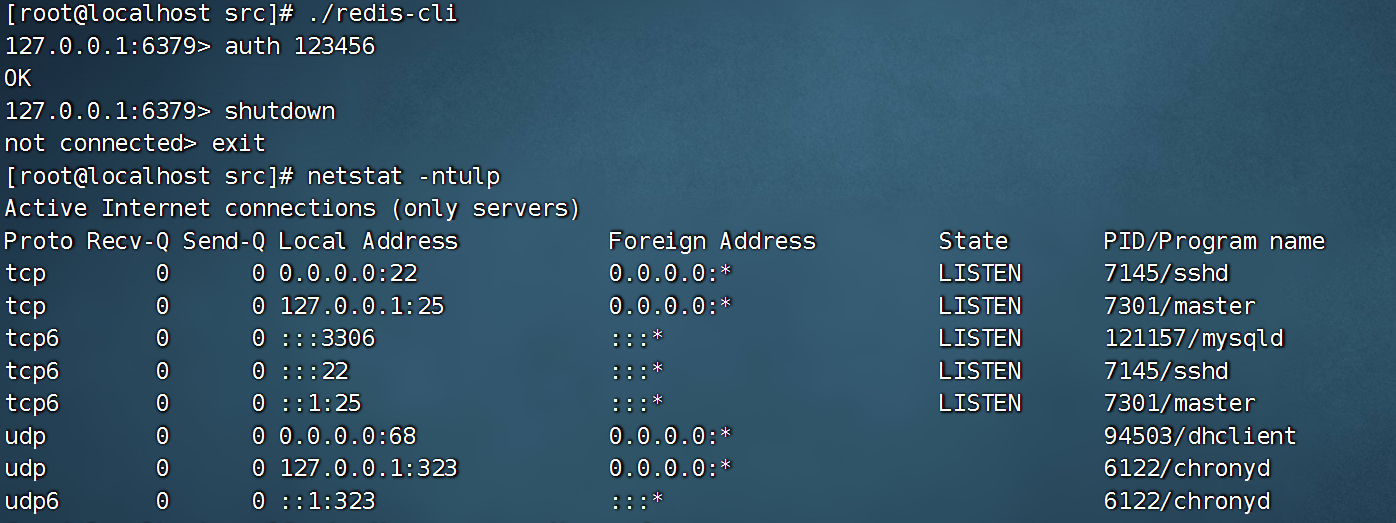 [root@localhost src]# ./redis-cli
127.0.0.1:6379> auth 123456
OK
127.0.0.1:6379> shutdown
not connected> exit
[root@localhost src]# netstat -ntulp
Active Internet connections (only servers)
Proto Recv-Q Send-Q Local Address           Foreign Address         State       PID/Program name
tcp        0      0 0.0.0.0:22              0.0.0.0:*               LISTEN      7145/sshd
tcp        0      0 127.0.0.1:25            0.0.0.0:*               LISTEN      7301/master
tcp6       0      0 :::3306                 :::*                    LISTEN      121157/mysqld
tcp6       0      0 :::22                   :::*                    LISTEN      7145/sshd
tcp6       0      0 ::1:25                  :::*                    LISTEN      7301/master
udp        0      0 0.0.0.0:68              0.0.0.0:*                           94503/dhclient
udp        0      0 127.0.0.1:323           0.0.0.0:*                           6122/chronyd
udp6       0      0 ::1:323                 :::*                                6122/chronyd